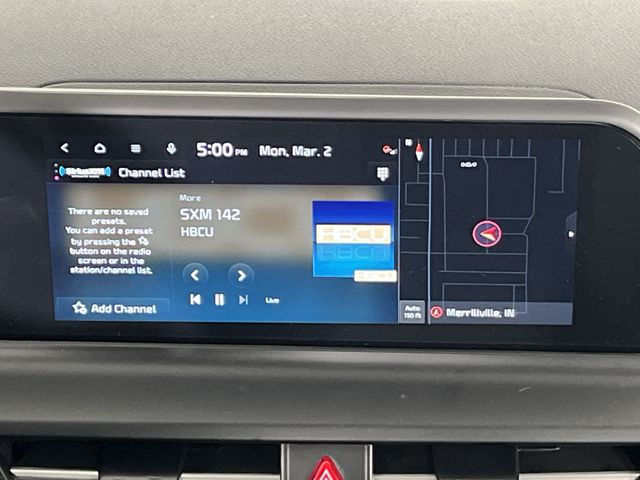 5:00 PM Mon, Mar. 2
SiriusXM Channel List
There are no saved
presets.
You can add a preset
by pressing the
button on the radio
screen or in the
station/channel list.
Add Channel
More
SXM 142
HBCU
Live
HBCU
HBCU
Auto
150 ft
Merrillville, IN